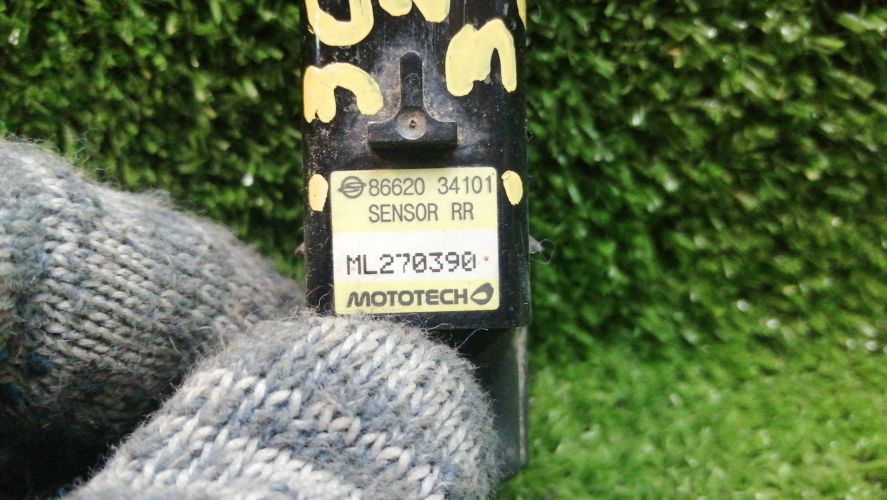 86620 34101
SENSOR RR
ML270390
MOTOTECH